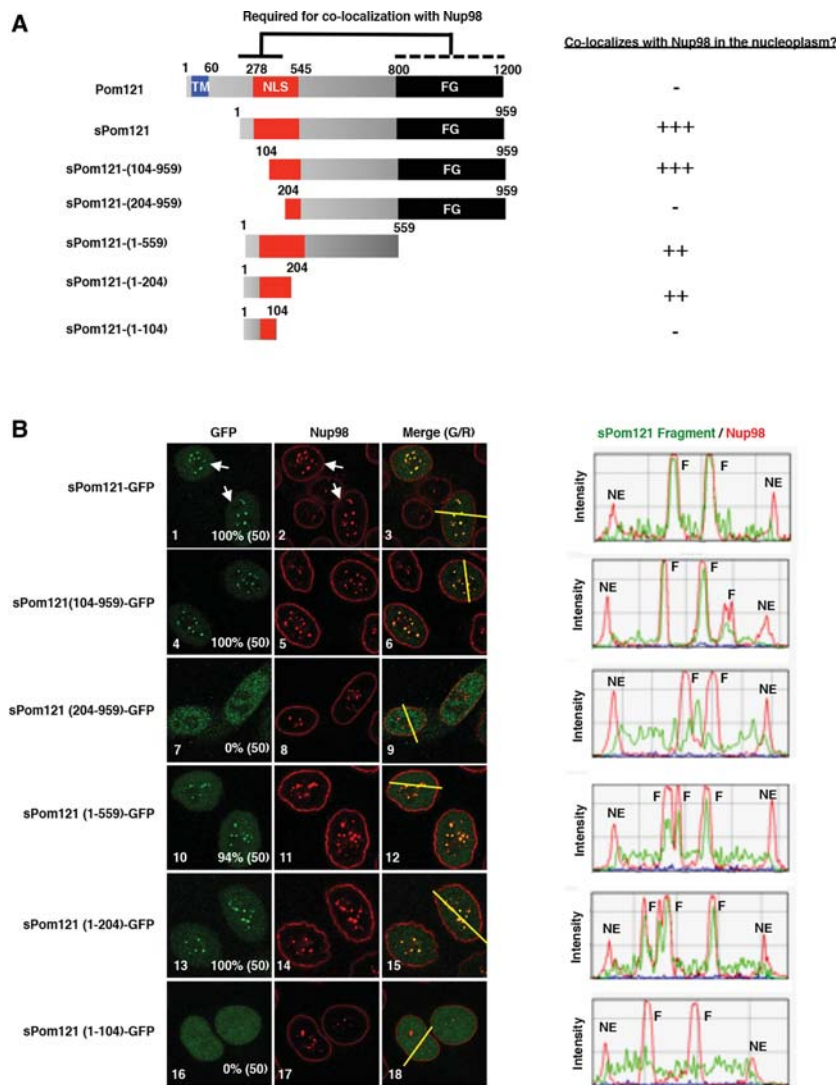 A
Required for co-localization with Nup98
Co-localizes with Nup98 in the nucleoplasm?
1 60 278 545 800 1200
Pom121 TM NLS FG -
1 959
sPom121 FG +++
104 959
sPom121-(104-959) FG +++
204 959
sPom121-(204-959) FG -
1 559
sPom121-(1-559) ++
1 204
sPom121-(1-204) ++
1 104
sPom121-(1-104) -
B
GFP Nup98 Merge (G/R) sPom121 Fragment / Nup98
sPom121-GFP 1 100% (50) 2 3 Intensity NE F F NE
sPom121(104-959)-GFP 4 100% (50) 5 6 Intensity NE F F F NE
sPom121 (204-959)-GFP 7 0% (50) 8 9 Intensity NE F F NE
sPom121 (1-559)-GFP 10 94% (50) 11 12 Intensity NE F F F NE
sPom121 (1-204)-GFP 13 100% (50) 14 15 Intensity NE F F F NE
sPom121 (1-104)-GFP 16 0% (50) 17 18 Intensity NE F F NE